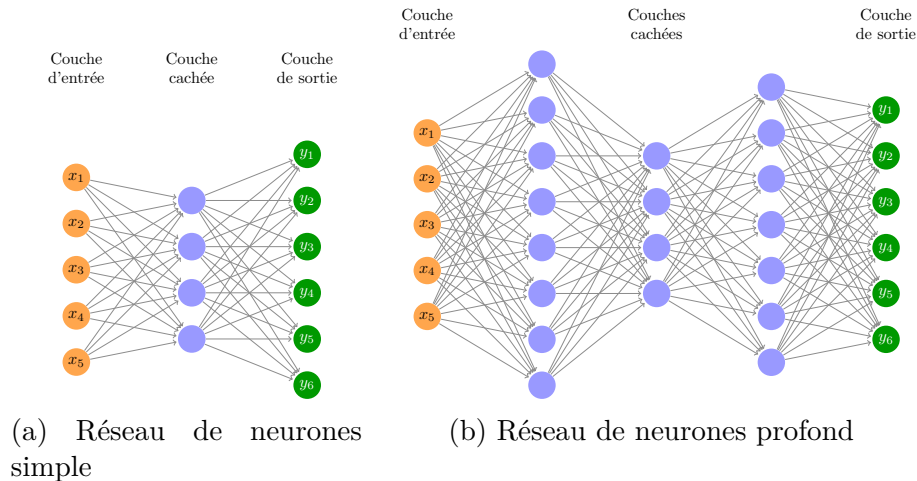 Couche
d'entrée
Couche
cachée
Couche
de sortie
x1
x2
x3
x4
x5
y1
y2
y3
y4
y5
y6
(a) Réseau de neurones
simple
Couche
d'entrée
Couches
cachées
Couche
de sortie
x1
x2
x3
x4
x5
y1
y2
y3
y4
y5
y6
(b) Réseau de neurones profond